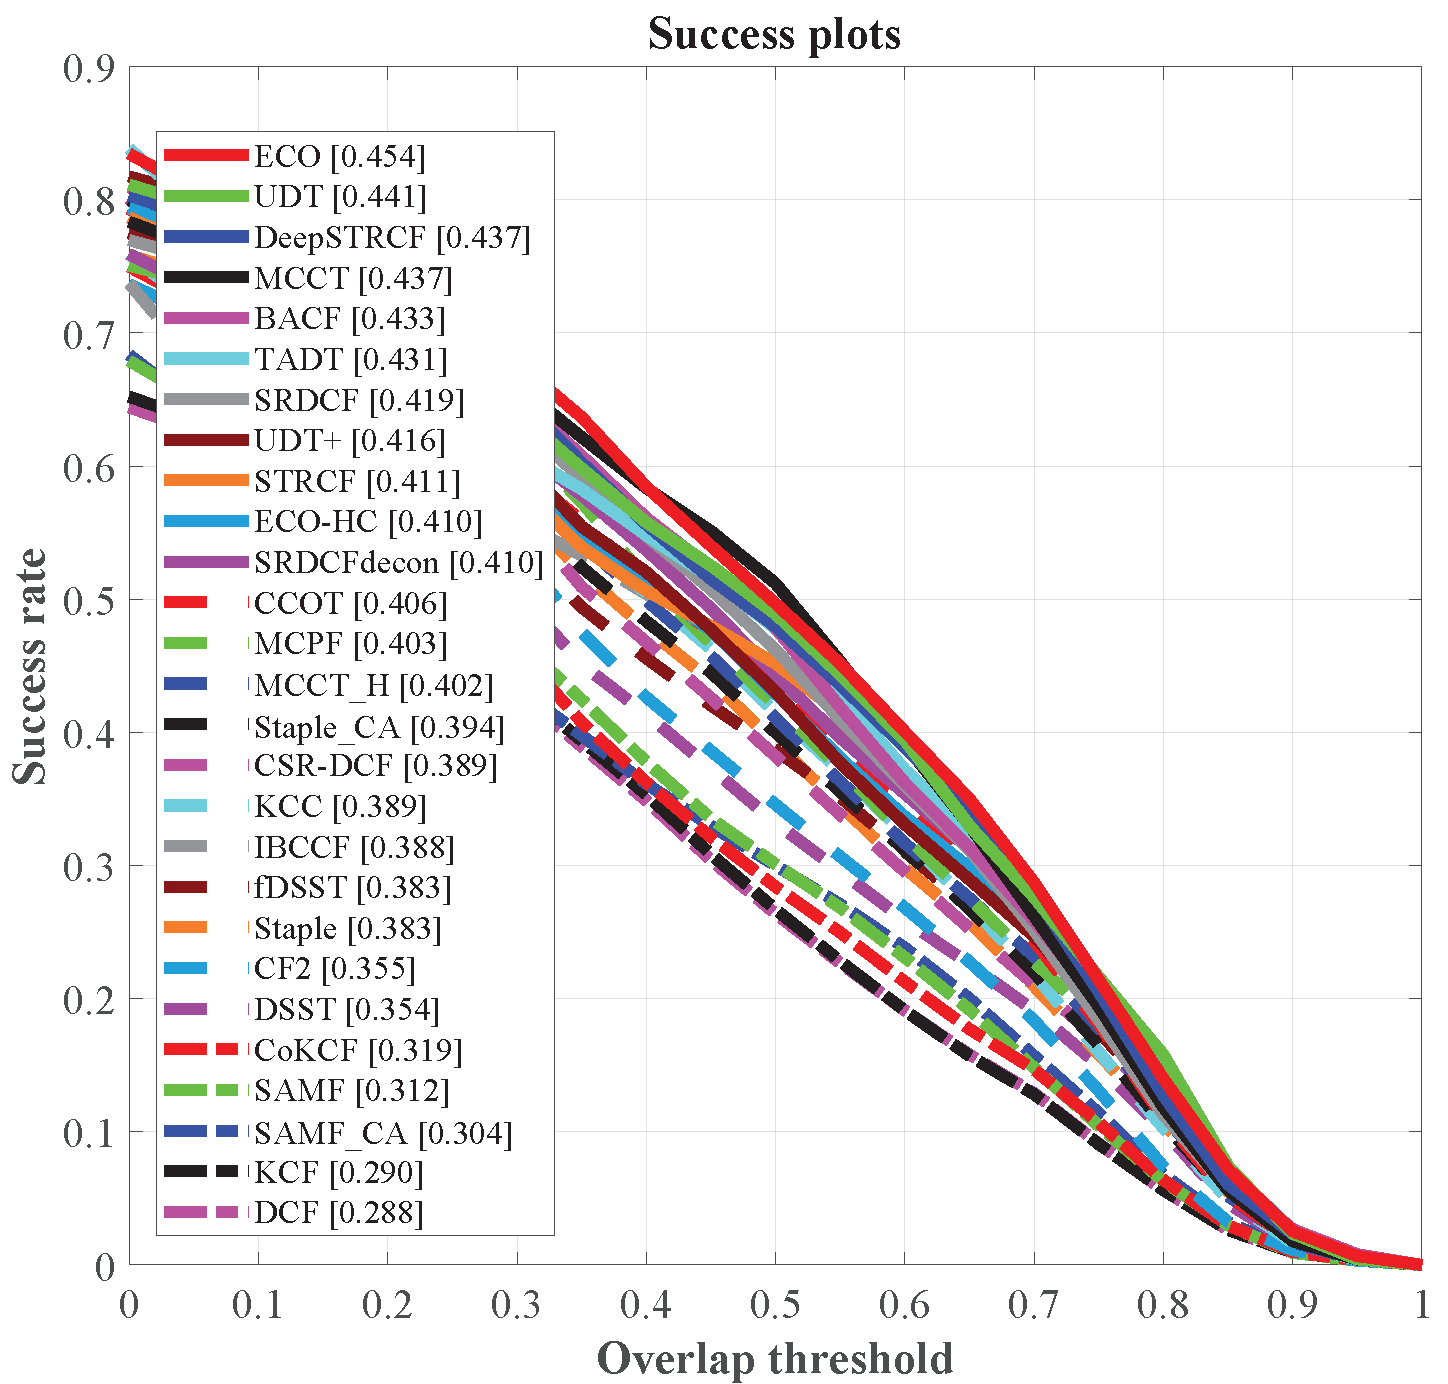 Success plots
0.9
0.8
0.7
0.6
0.5
0.4
0.3
0.2
0.1
0
Success rate
ECO [0.454]
UDT [0.441]
DeepSTRCF [0.437]
MCCT [0.437]
BACF [0.433]
TADT [0.431]
SRDCF [0.419]
UDT+ [0.416]
STRCF [0.411]
ECO-HC [0.410]
SRDCFdecon [0.410]
CCOT [0.406]
MCPF [0.403]
MCCT_H [0.402]
Staple_CA [0.394]
CSR-DCF [0.389]
KCC [0.389]
IBCCF [0.388]
fDSST [0.383]
Staple [0.383]
CF2 [0.355]
DSST [0.354]
CoKCF [0.319]
SAMF [0.312]
SAMF_CA [0.304]
KCF [0.290]
DCF [0.288]
0 0.1 0.2 0.3 0.4 0.5 0.6 0.7 0.8 0.9 1
Overlap threshold